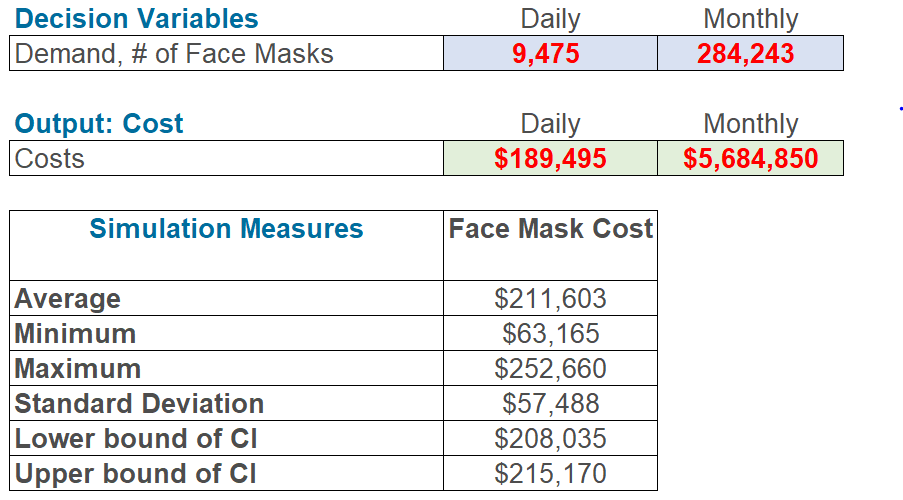 Decision Variables Daily Monthly
Demand, # of Face Masks 9,475 284,243
Output: Cost Daily Monthly
Costs $189,495 $5,684,850
Simulation Measures Face Mask Cost
Average $211,603
Minimum $63,165
Maximum $252,660
Standard Deviation $57,488
Lower bound of CI $208,035
Upper bound of CI $215,170